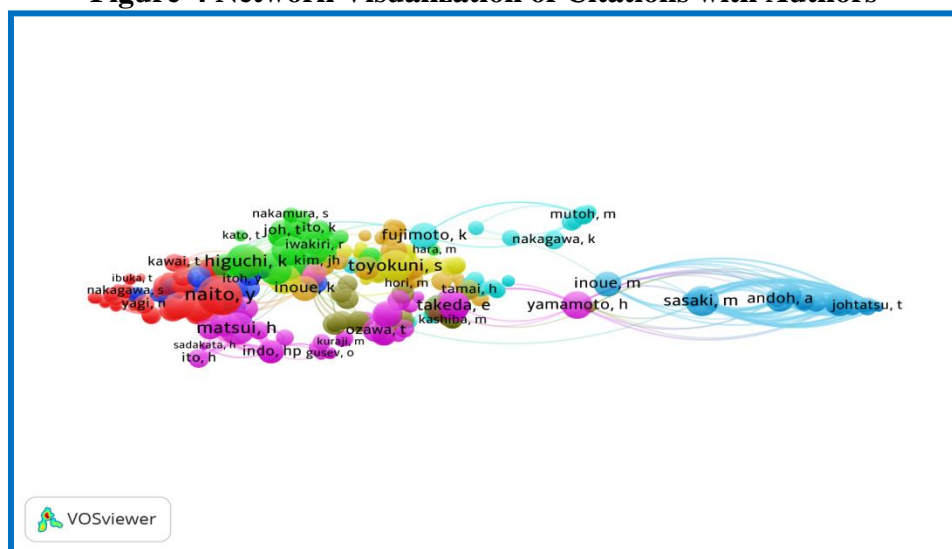 Figure 4 Network Visualization of Citations with Authors
nakamura, s
mutoh, m
kato, t
joh, t
ito, k
fujimoto, k
nakagawa, k
iwakiri, r
hara, m
kawai, t
higuchi, k
kim, jh
toyokuni, s
ibuka, t
itoh, y
inoue, k
hori, m
tamai, h
inoue, m
nakagawa, s
naito, y
yagi, n
takeda, e
yamamoto, h
sasaki, m
andoh, a
johtatsu, t
kashiba, m
matsui, h
ozawa, t
sadakata, h
kuraji, m
ito, h
indo, hp
gusev, o
VOSviewer